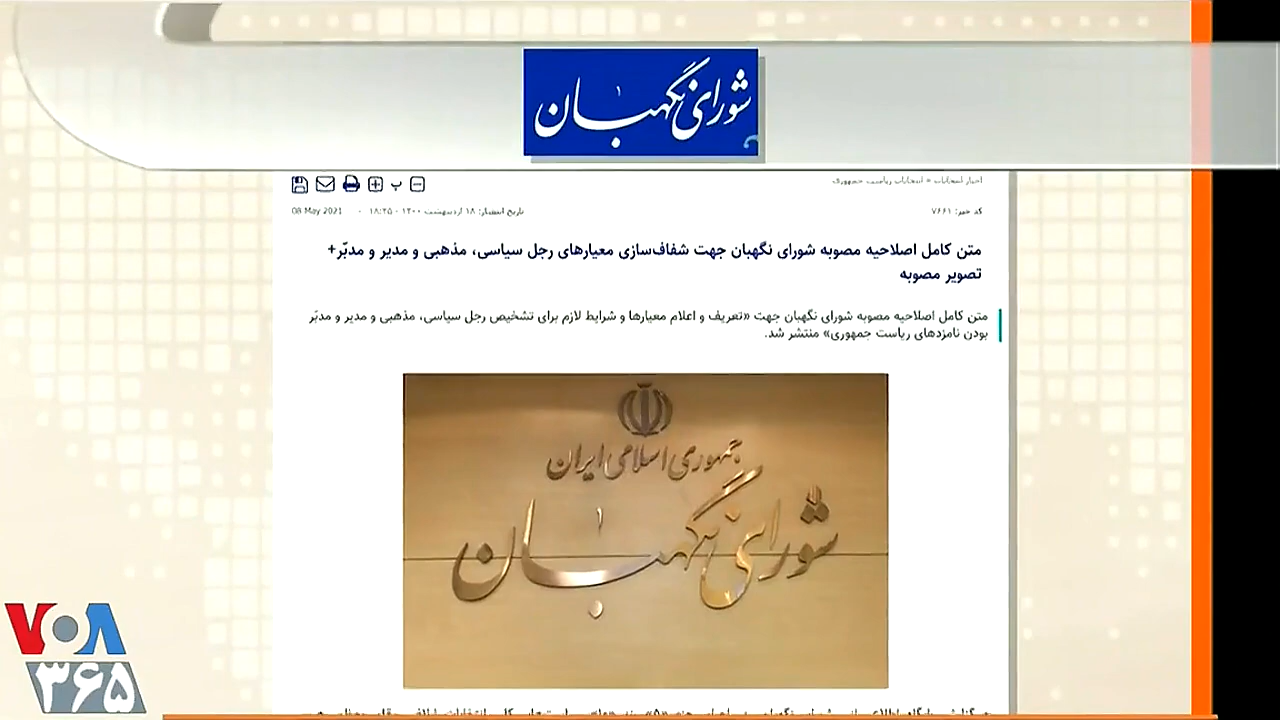 شورای نگهبان
اخبار انتخابات » انتخابات ریاست جمهوری
کد خبر: ۷۶۶۱
تاریخ انتشار: ۱۸ اردیبهشت ۱۴۰۰ - ۱۸:۲۵ - 08 May 2021
پ
متن کامل اصلاحیه مصوبه شورای نگهبان جهت شفاف‌سازی معیارهای رجل سیاسی، مذهبی و مدیر و مدبّر+
تصویر مصوبه
متن کامل اصلاحیه مصوبه شورای نگهبان جهت «تعریف و اعلام معیارها و شرایط لازم برای تشخیص رجل سیاسی، مذهبی و مدیر و مدبّر
بودن نامزدهای ریاست جمهوری» منتشر شد.
جمهوری اسلامی ایران
شورای نگهبان
VOA
۳۶۵